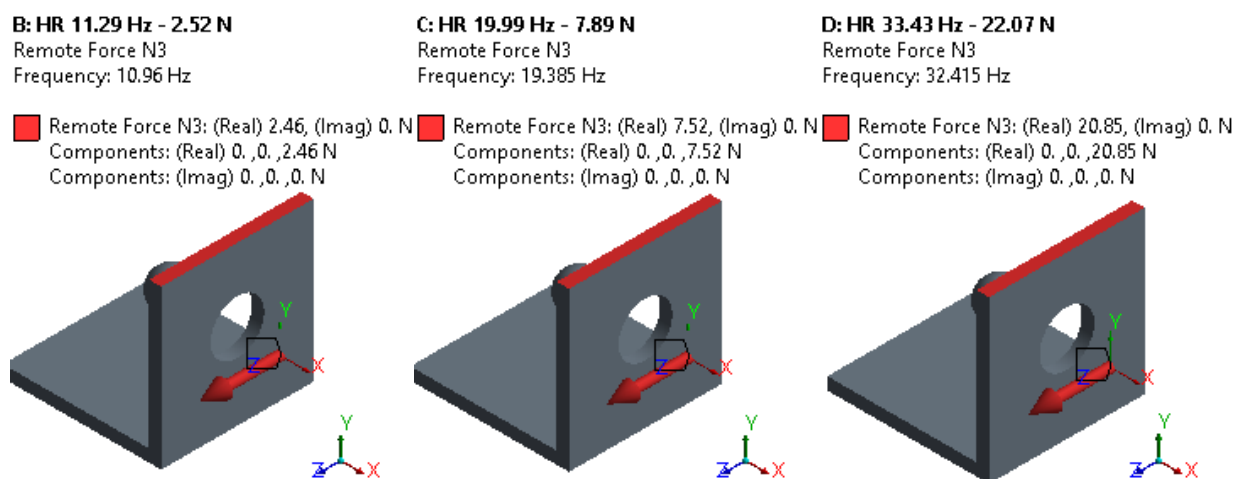 B: HR 11.29 Hz - 2.52 N
Remote Force N3
Frequency: 10.96 Hz
Remote Force N3: (Real) 2.46, (Imag) 0. N
Components: (Real) 0. ,0. ,2.46 N
Components: (Imag) 0. ,0. ,0. N
Y
Z
X
Y
Z
X
C: HR 19.99 Hz - 7.89 N
Remote Force N3
Frequency: 19.385 Hz
Remote Force N3: (Real) 7.52, (Imag) 0. N
Components: (Real) 0. ,0. ,7.52 N
Components: (Imag) 0. ,0. ,0. N
Y
Z
X
Y
Z
X
D: HR 33.43 Hz - 22.07 N
Remote Force N3
Frequency: 32.415 Hz
Remote Force N3: (Real) 20.85, (Imag) 0. N
Components: (Real) 0. ,0. ,20.85 N
Components: (Imag) 0. ,0. ,0. N
Y
Z
X
Y
Z
X